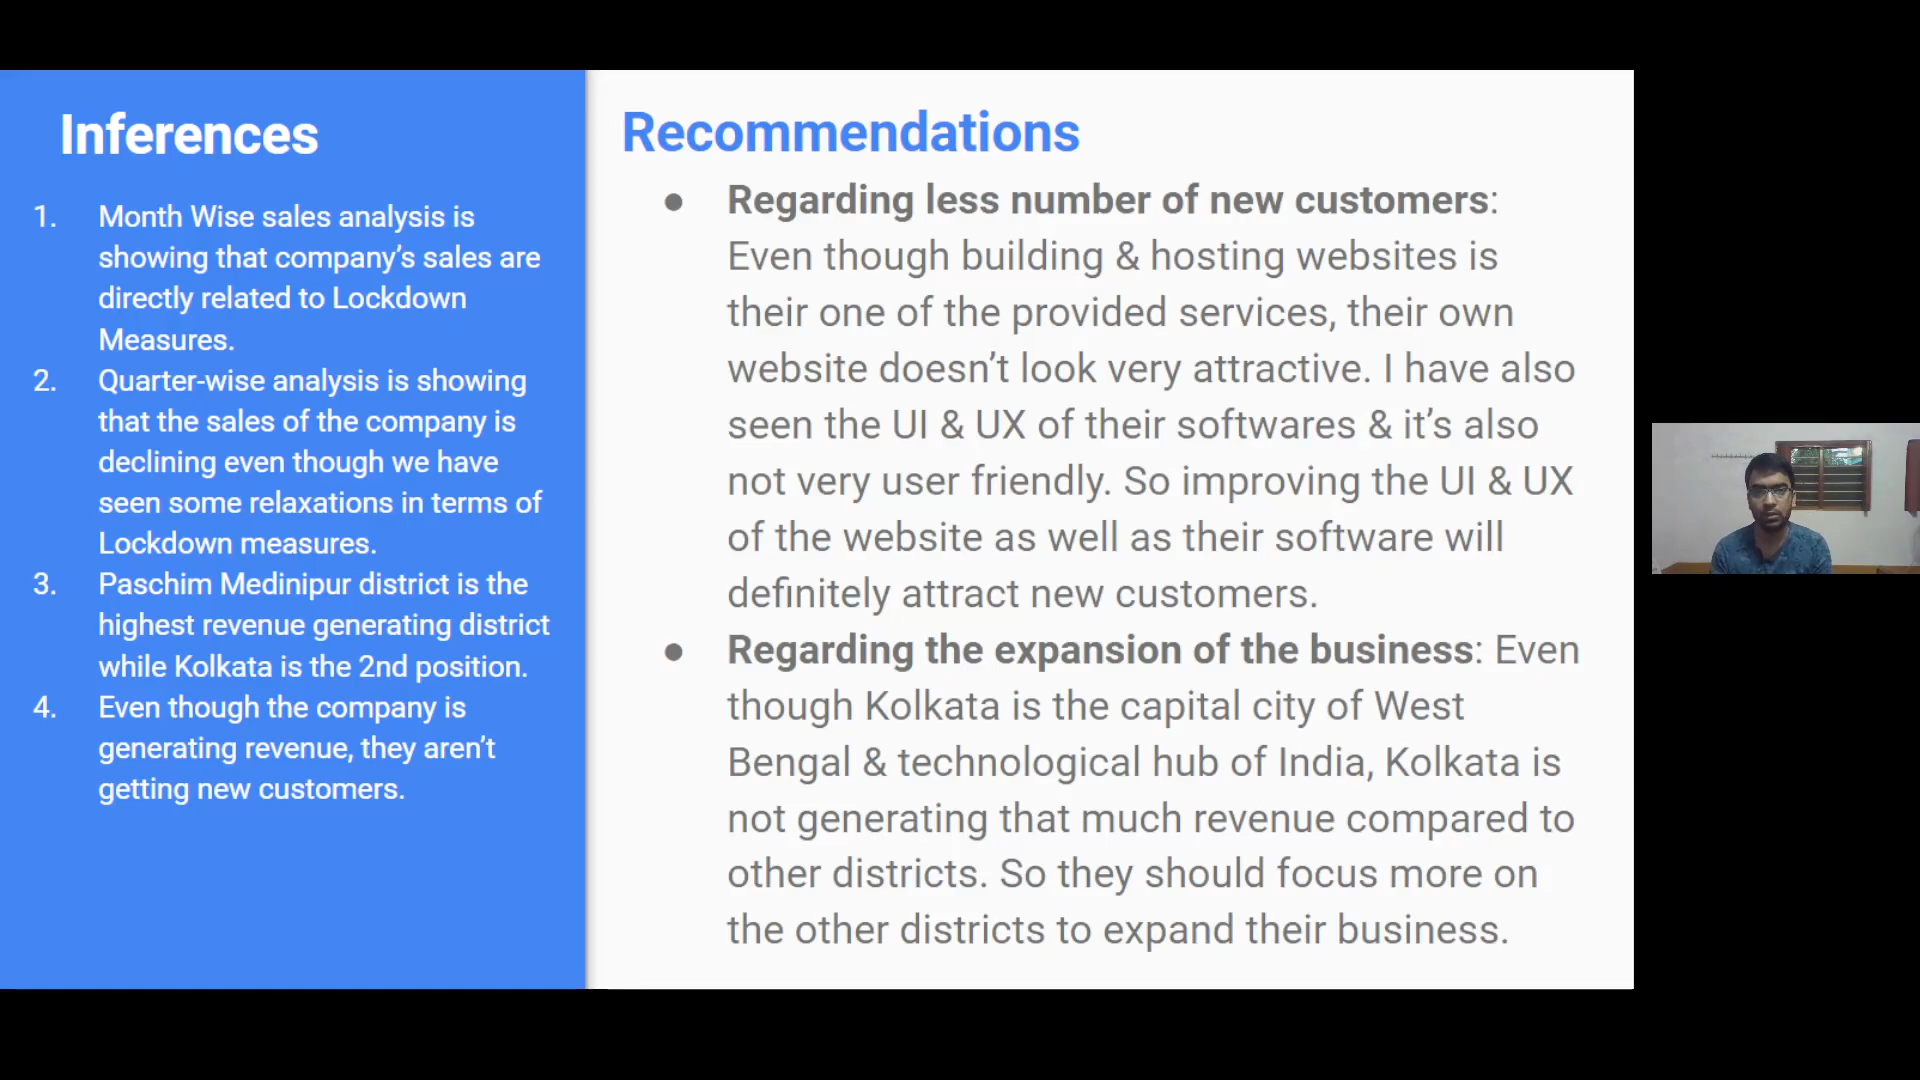 Inferences
1. Month Wise sales analysis is
showing that company’s sales are
directly related to Lockdown
Measures.
2. Quarter-wise analysis is showing
that the sales of the company is
declining even though we have
seen some relaxations in terms of
Lockdown measures.
3. Paschim Medinipur district is the
highest revenue generating district
while Kolkata is the 2nd position.
4. Even though the company is
generating revenue, they aren’t
getting new customers.
Recommendations
● Regarding less number of new customers:
Even though building & hosting websites is
their one of the provided services, their own
website doesn’t look very attractive. I have also
seen the UI & UX of their softwares & it’s also
not very user friendly. So improving the UI & UX
of the website as well as their software will
definitely attract new customers.
● Regarding the expansion of the business: Even
though Kolkata is the capital city of West
Bengal & technological hub of India, Kolkata is
not generating that much revenue compared to
other districts. So they should focus more on
the other districts to expand their business.